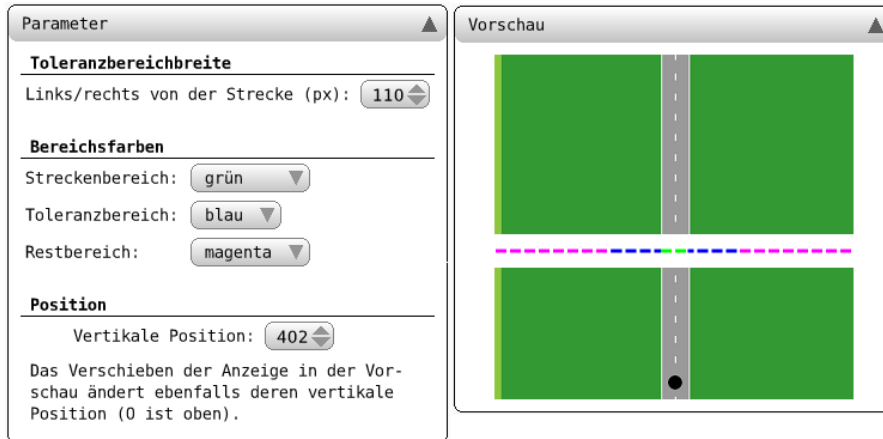 Parameter
Toleranzbereichbreite
Links/rechts von der Strecke (px): 110
Bereichsfarben
Streckenbereich: grün
Toleranzbereich: blau
Restbereich: magenta
Position
Vertikale Position: 402
Das Verschieben der Anzeige in der Vor-
schau ändert ebenfalls deren vertikale
Position (0 ist oben).
Vorschau